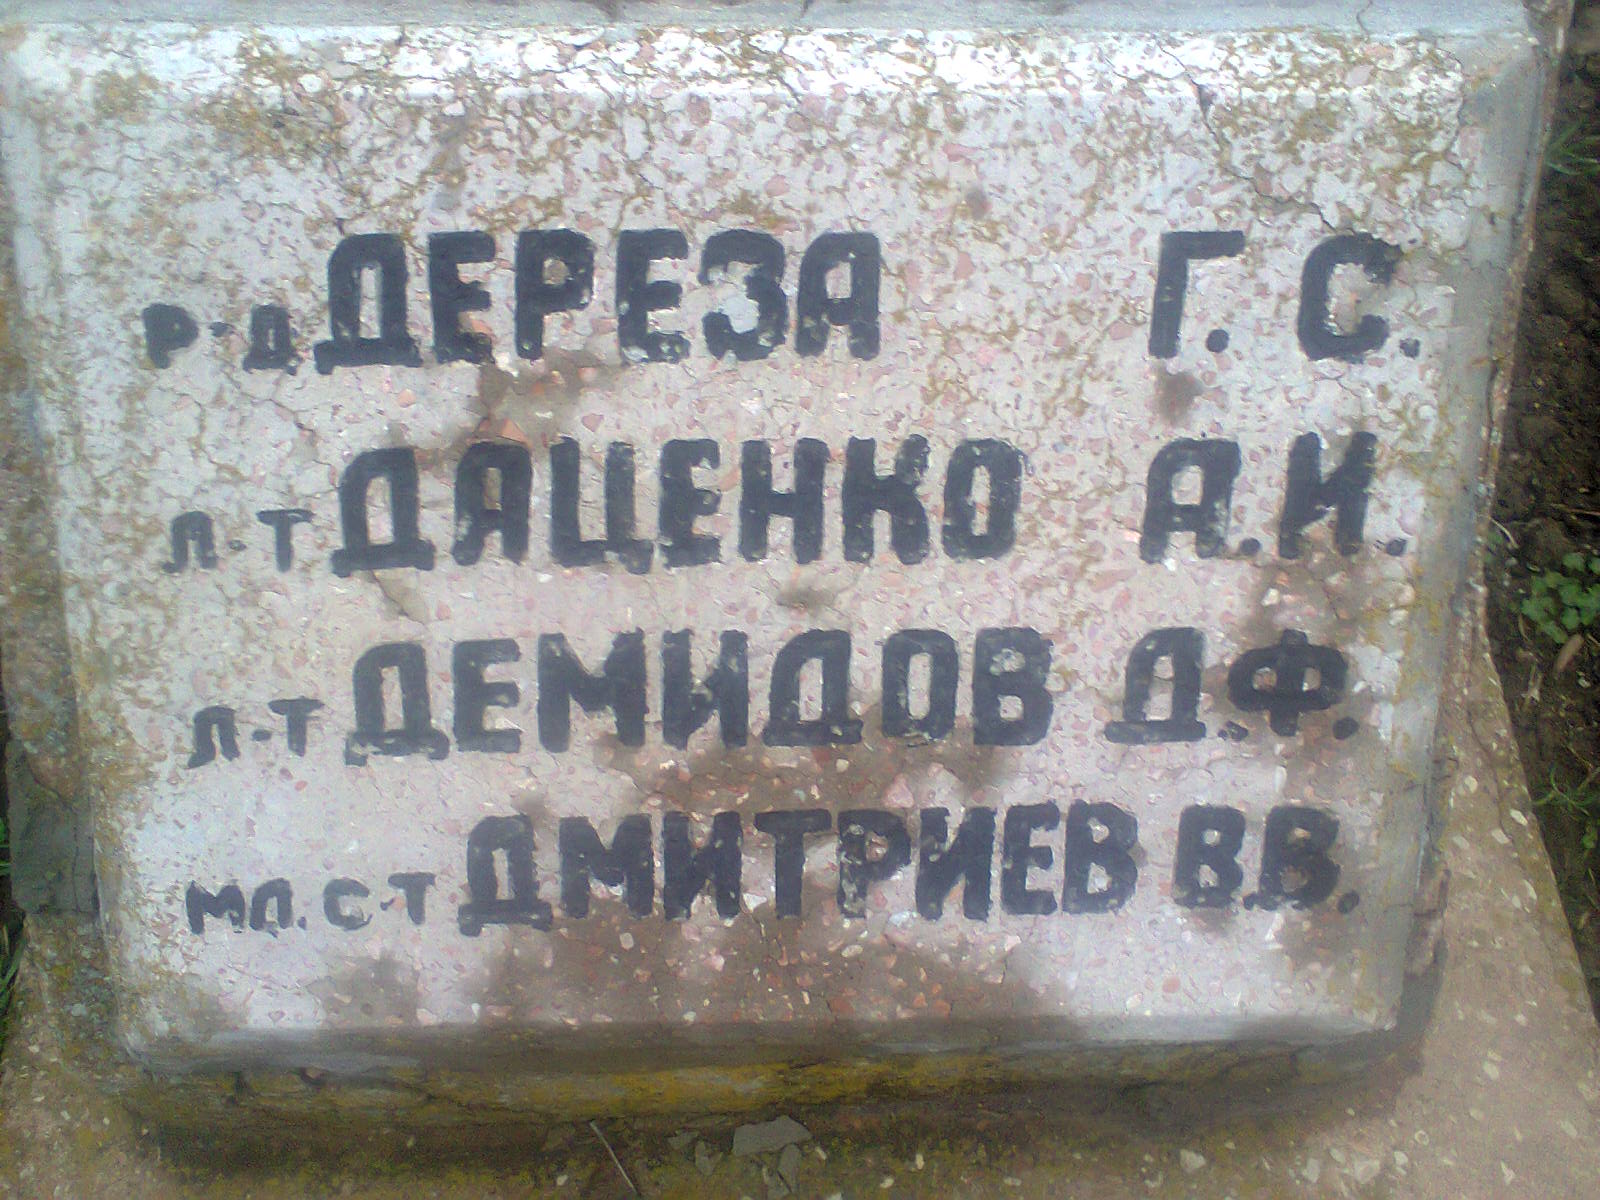 р-д ДЕРЕЗА Г. С.
л-т ДАЦЕНКО А.И.
л-т ДЕМИДОВ Д.Ф.
мл. с-т ДМИТРИЕВ В.В.